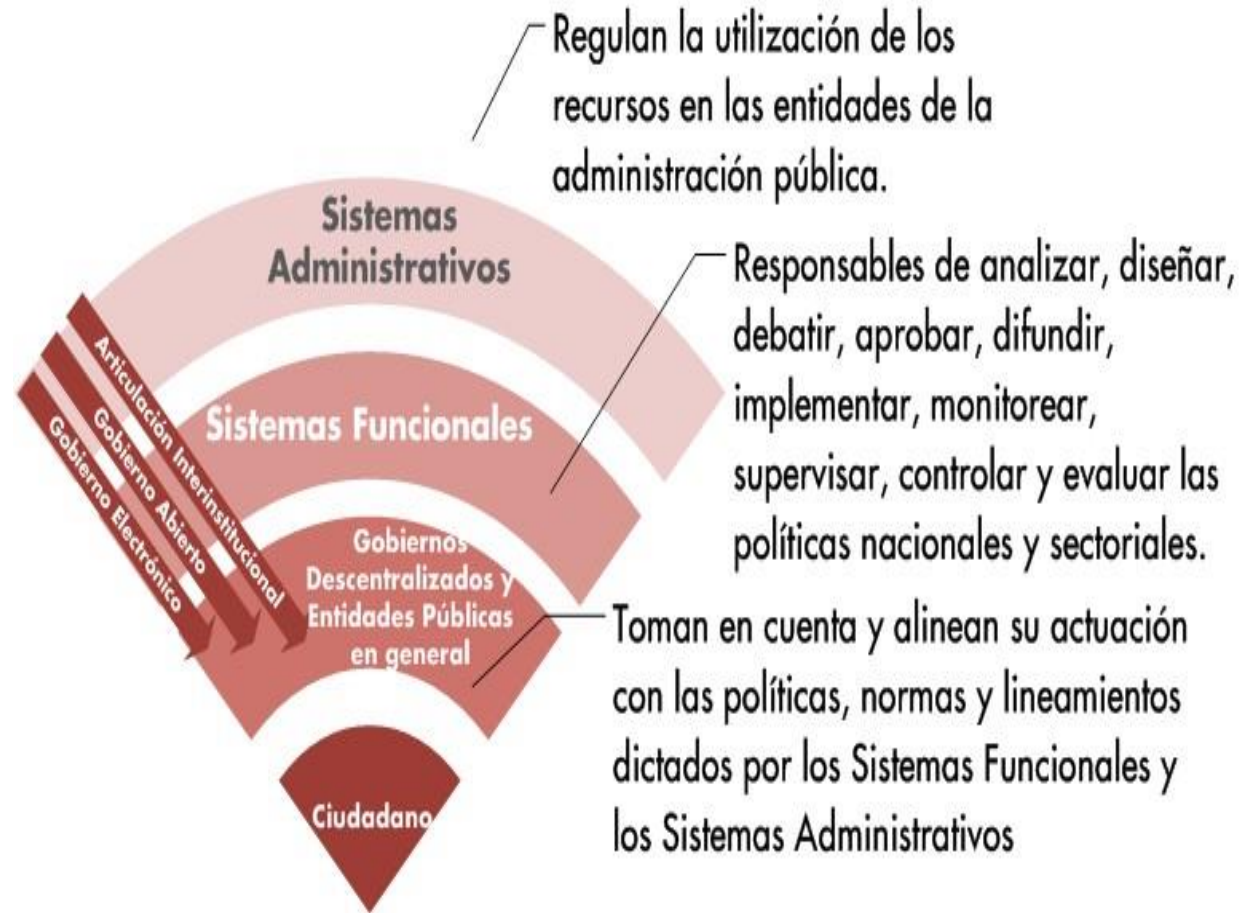 Regulan la utilización de los
recursos en las entidades de la
administración pública.
Sistemas
Administrativos
Responsables de analizar, diseñar,
debatir, aprobar, difundir,
implementar, monitorear,
supervisar, controlar y evaluar las
políticas nacionales y sectoriales.
Articulación Interinstitucional
Gobierno Abierto
Gobierno Electrónico
Sistemas Funcionales
Gobiernos
Descentralizados y
Entidades Públicas
en general
Toman en cuenta y alinean su actuación
con las políticas, normas y lineamientos
dictados por los Sistemas Funcionales y
los Sistemas Administrativos
Ciudadano